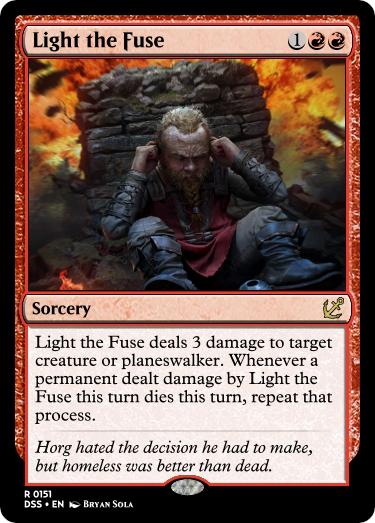 Light the Fuse 1
Sorcery
Light the Fuse deals 3 damage to target
creature or planeswalker. Whenever a
permanent dealt damage by Light the
Fuse this turn dies this turn, repeat that
process.
Horg hated the decision he had to make,
but homeless was better than dead.
R 0151
DSS • EN Bryan Sola